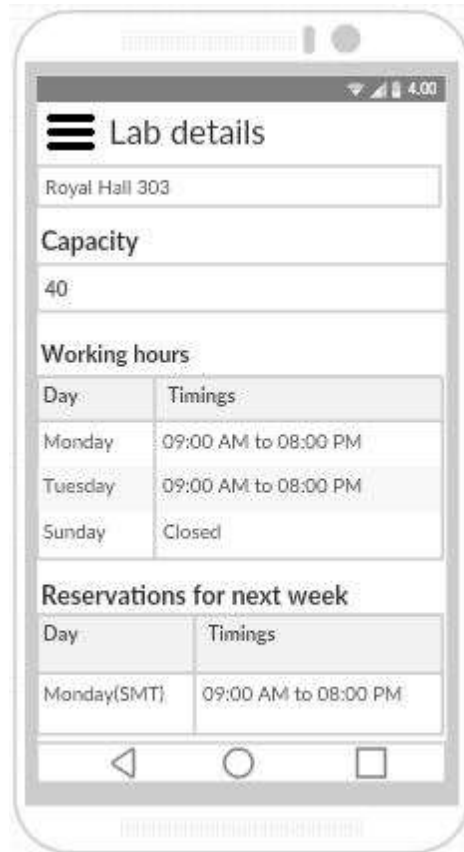 4.00
Lab details
Royal Hall 303
Capacity
40
Working hours
Day Timings
Monday 09:00 AM to 08:00 PM
Tuesday 09:00 AM to 08:00 PM
Sunday Closed
Reservations for next week
Day Timings
Monday(SMT) 09:00 AM to 08:00 PM